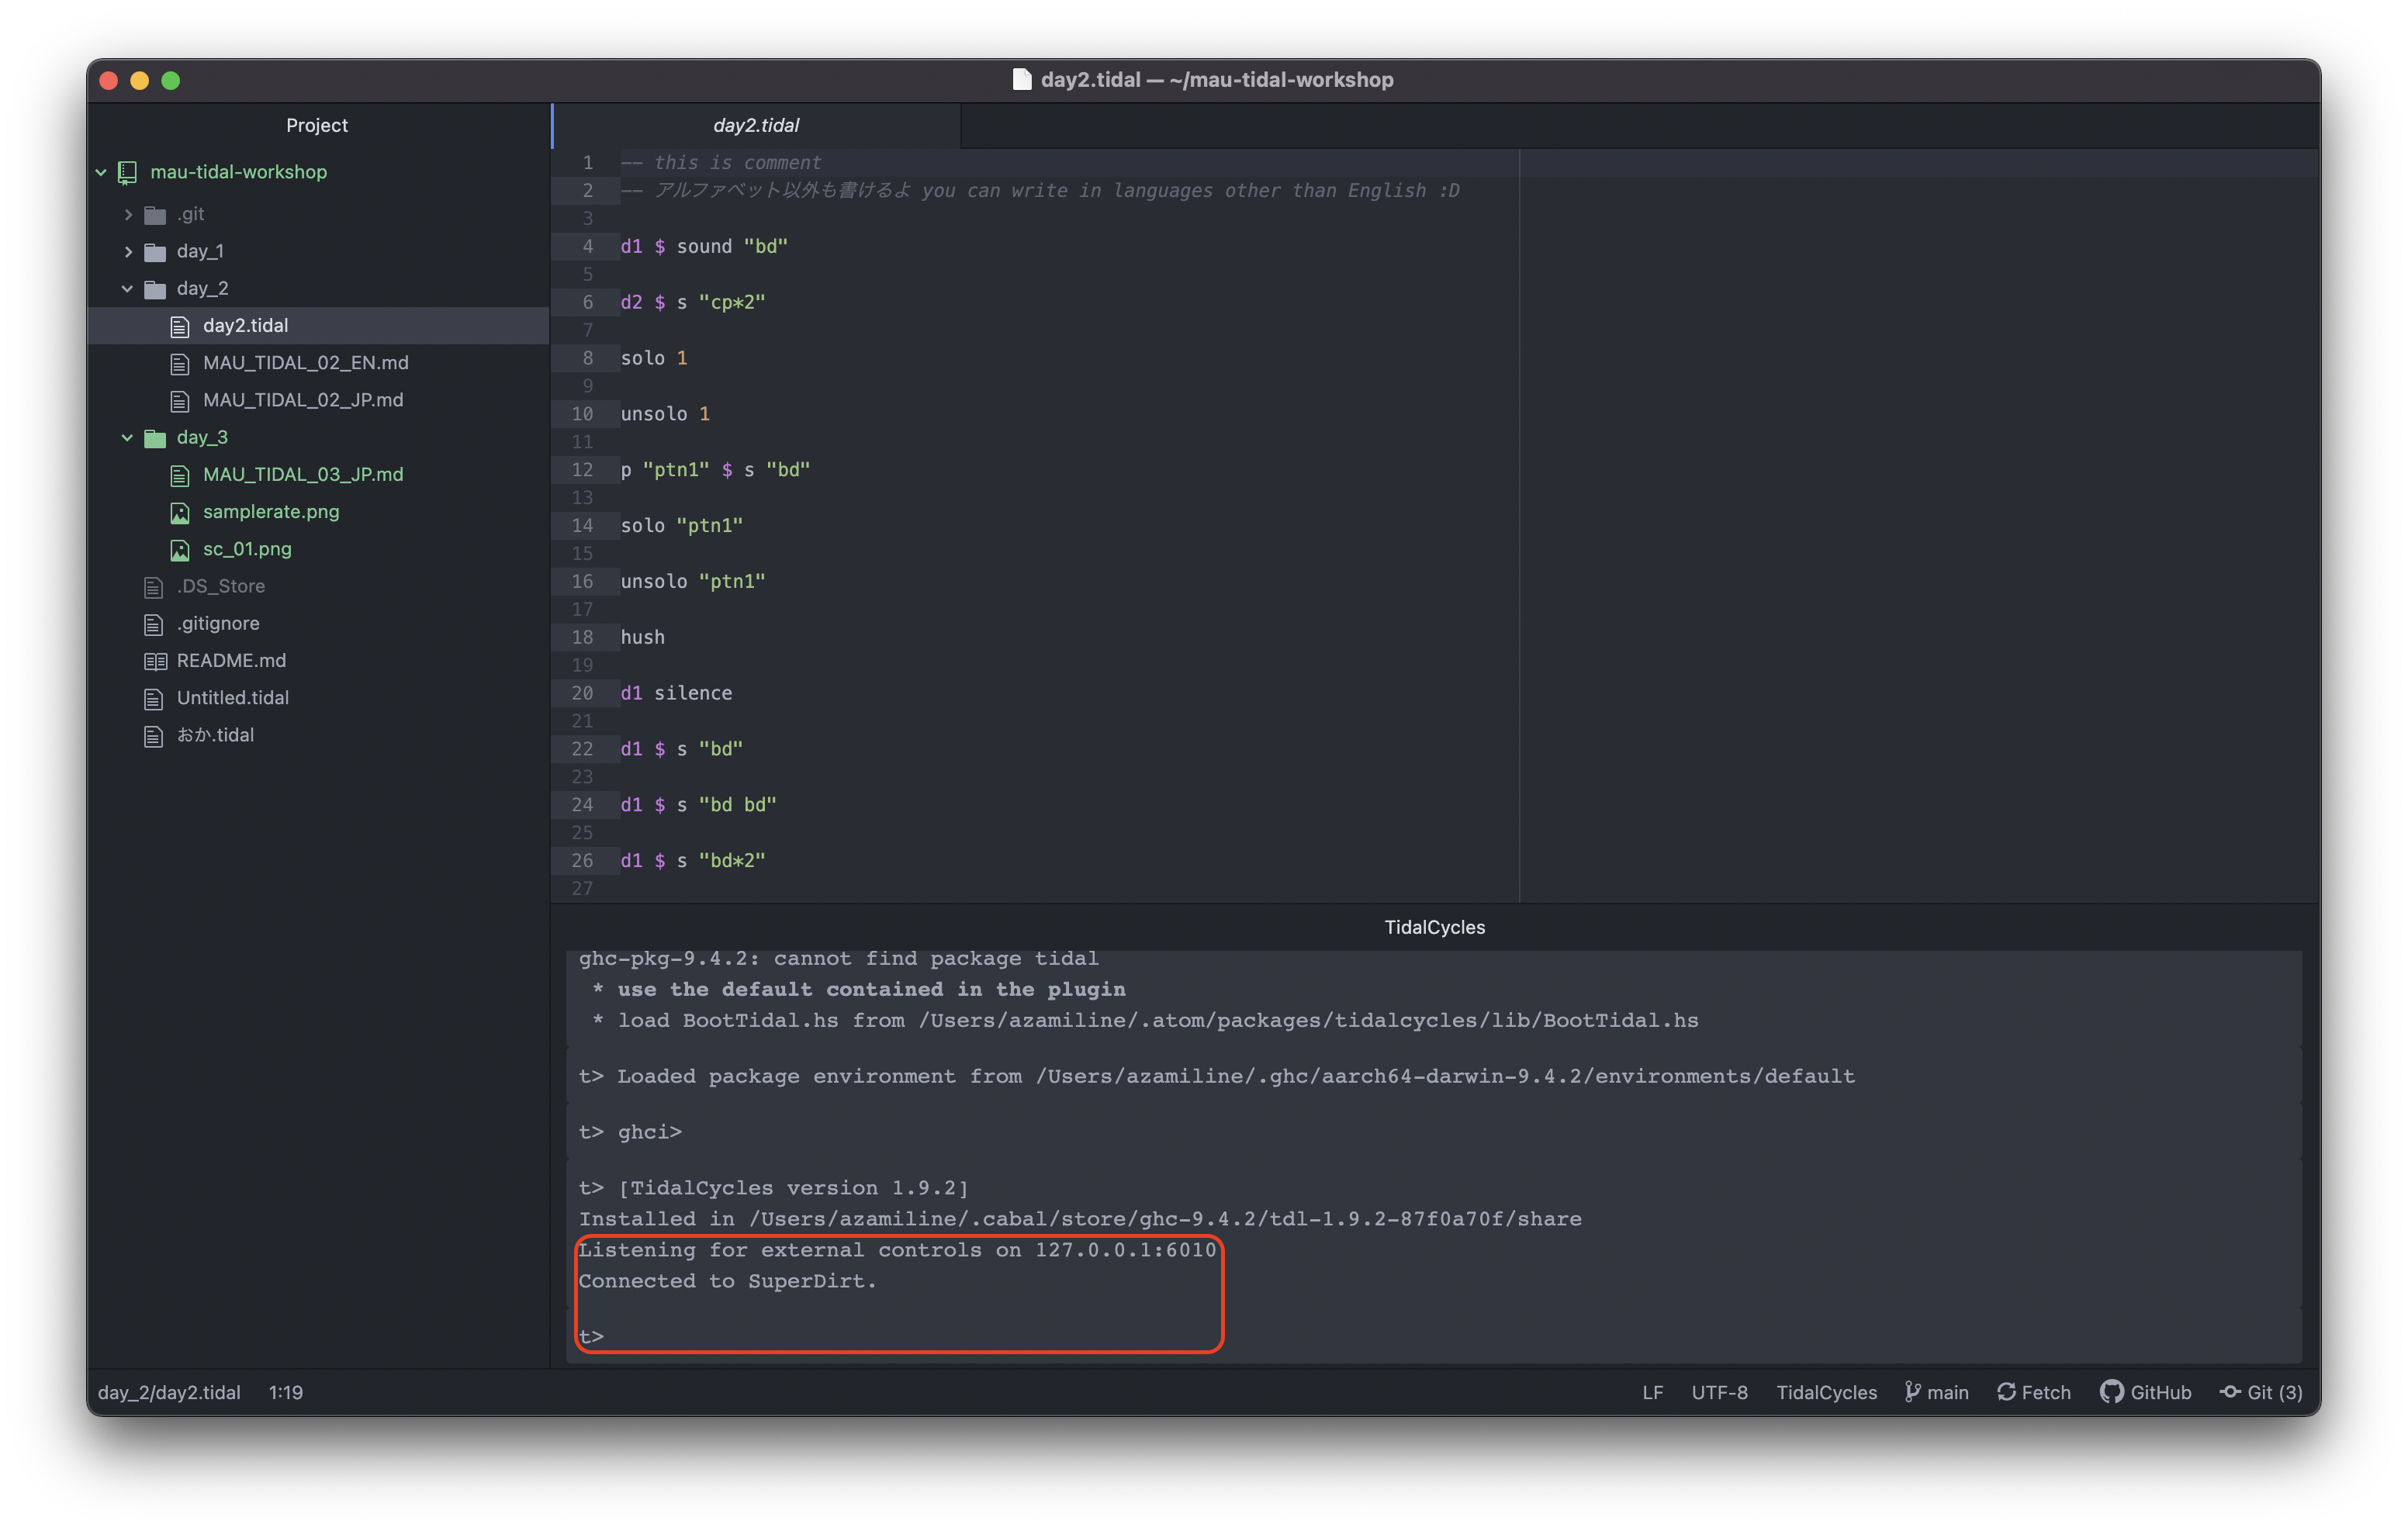 day2.tidal — ~/mau-tidal-workshop
Project
mau-tidal-workshop
.git
day_1
day_2
day2.tidal
MAU_TIDAL_02_EN.md
MAU_TIDAL_02_JP.md
day_3
MAU_TIDAL_03_JP.md
samplerate.png
sc_01.png
.DS_Store
.gitignore
README.md
Untitled.tidal
おか.tidal
day2.tidal
1 -- this is comment
2 -- アルファベット以外も書けるよ you can write in languages other than English :D
3
4 d1 $ sound "bd"
5
6 d2 $ s "cp*2"
7
8 solo 1
9
10 unsolo 1
11
12 p "ptn1" $ s "bd"
13
14 solo "ptn1"
15
16 unsolo "ptn1"
17
18 hush
19
20 d1 silence
21
22 d1 $ s "bd"
23
24 d1 $ s "bd bd"
25
26 d1 $ s "bd*2"
27
TidalCycles
ghc-pkg-9.4.2: cannot find package tidal
* use the default contained in the plugin
* load BootTidal.hs from /Users/azamiline/.atom/packages/tidalcycles/lib/BootTidal.hs
t> Loaded package environment from /Users/azamiline/.ghc/aarch64-darwin-9.4.2/environments/default
t> ghci>
t> [TidalCycles version 1.9.2]
Installed in /Users/azamiline/.cabal/store/ghc-9.4.2/tdl-1.9.2-87f0a70f/share
Listening for external controls on 127.0.0.1:6010
Connected to SuperDirt.
t>
day_2/day2.tidal 1:19 LF UTF-8 TidalCycles main Fetch GitHub Git (3)